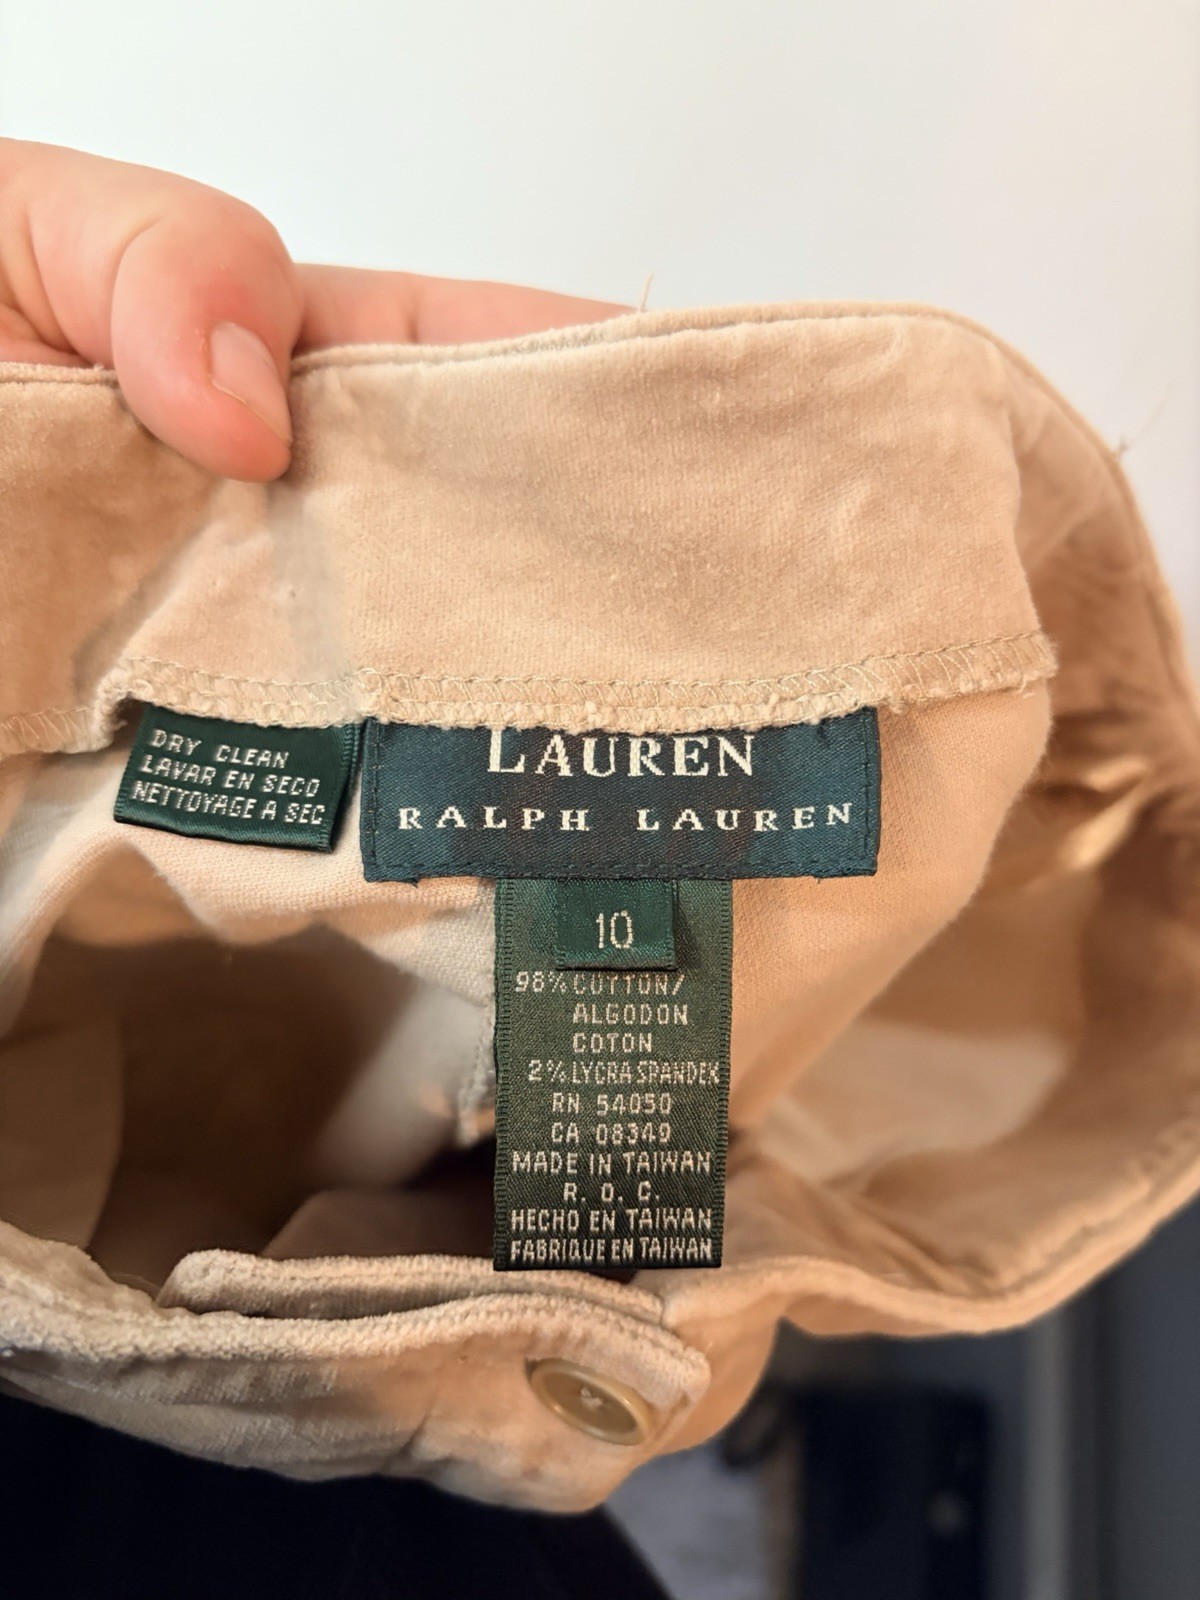 DRY CLEAN
LAVAR EN SECO
NETTOYAGE A SEC
LAUREN
RALPH LAUREN
10
98% COTTON/
ALGODON
COTON
2% LYCRA SPANDEX
RN 54050
CA 08349
MADE IN TAIWAN
R. O. C.
HECHO EN TAIWAN
FABRIQUE EN TAIWAN